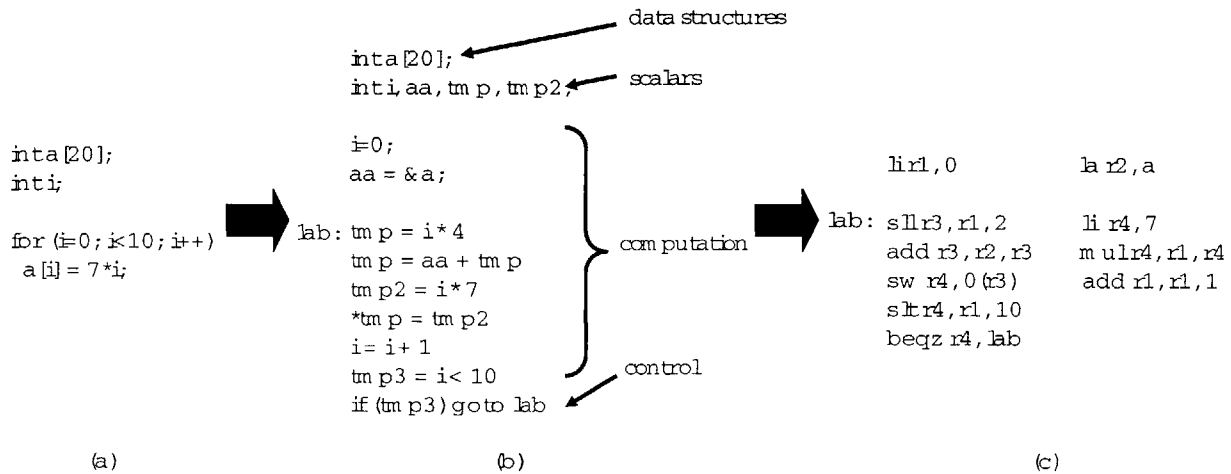 data structures
int a[20];
int i, aa, tmp, tmp2;
scalars
i=0;
aa = &a;
lab: tmp = i*4
tmp = aa + tmp
tmp2 = i*7
*tmp = tmp2
i = i + 1
tmp3 = i < 10
if (tmp3) goto lab
computation
control
int a[20];
int i;
for (i=0; i<10; i++)
a[i] = 7*i;
li r1, 0
la r2, a
lab: sll r3, r1, 2
li r4, 7
add r3, r2, r3
mul r4, r1, r4
sw r4, 0(r3)
add r1, r1, 1
slt r4, r1, 10
beqz r4, lab
(a)
(b)
(c)